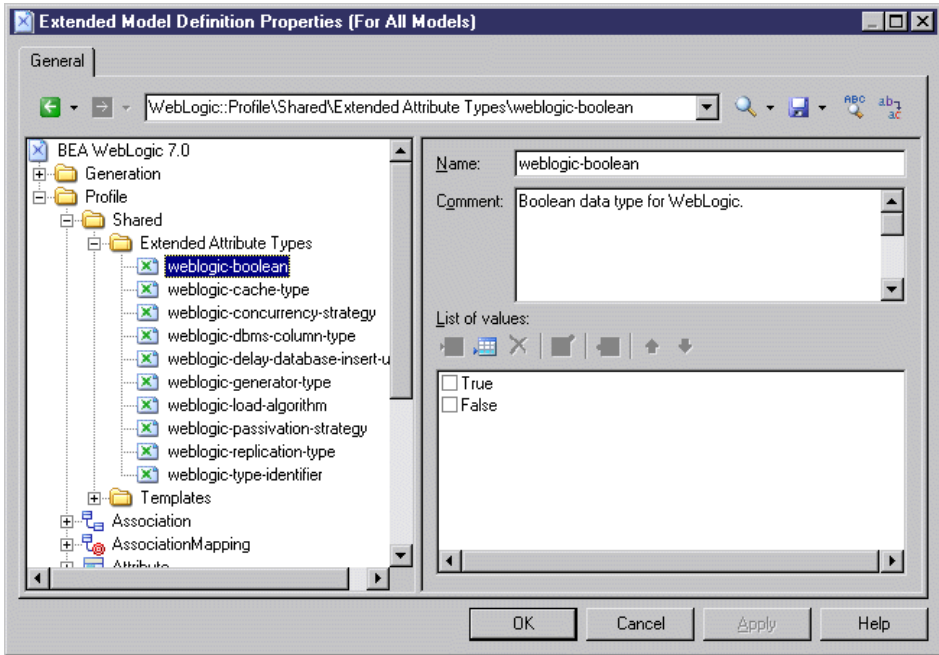 Extended Model Definition Properties (For All Models)
General
WebLogic::Profile\Shared\Extended Attribute Types\weblogic-boolean
ABC
ab
ac
BEA WebLogic 7.0
Generation
Profile
Shared
Extended Attribute Types
weblogic-boolean
weblogic-cache-type
weblogic-concurrency-strategy
weblogic-dbms-column-type
weblogic-delay-database-insert-u
weblogic-generator-type
weblogic-load-algorithm
weblogic-passivation-strategy
weblogic-replication-type
weblogic-type-identifier
Templates
Association
AssociationMapping
Attribute
Name:
weblogic-boolean
Comment:
Boolean data type for WebLogic.
List of values:
True
False
OK
Cancel
Apply
Help